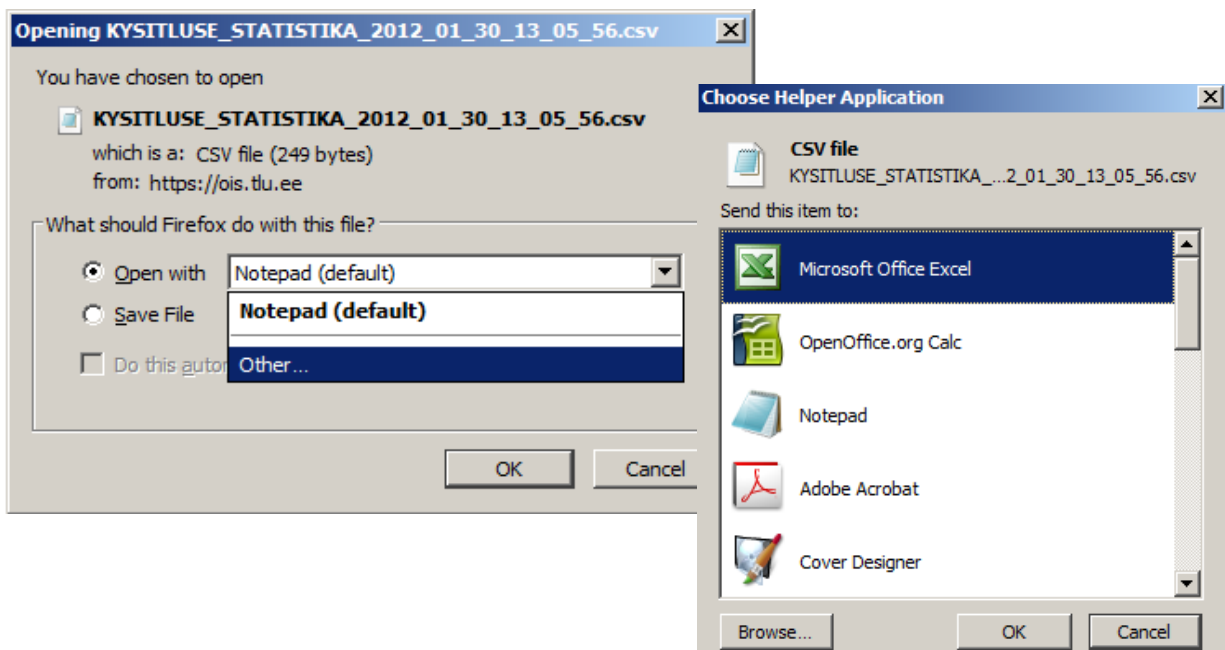 Opening KYSITLUSE_STATISTIKA_2012_01_30_13_05_56.csv
You have chosen to open
KYSITLUSE_STATISTIKA_2012_01_30_13_05_56.csv
which is a: CSV file (249 bytes)
from: https://ois.tlu.ee
What should Firefox do with this file?
Open with Notepad (default)
Save File
Notepad (default)
Do this autor
Other...
OK Cancel
Choose Helper Application
CSV file
KYSITLUSE_STATISTIKA_...2_01_30_13_05_56.csv
Send this item to:
Microsoft Office Excel
OpenOffice.org Calc
Notepad
Adobe Acrobat
Cover Designer
Browse... OK Cancel